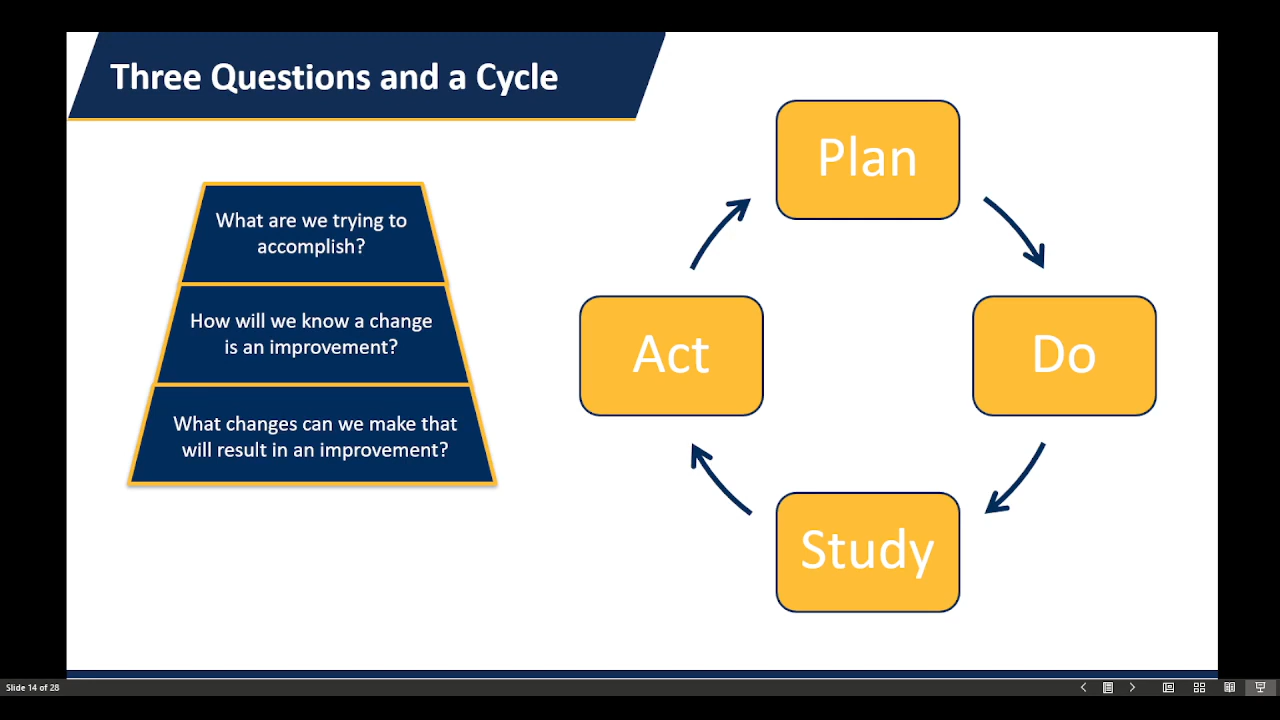 Three Questions and a Cycle
What are we trying to
accomplish?
How will we know a change
is an improvement?
What changes can we make that
will result in an improvement?
Plan
Do
Study
Act
Slide 14 of 28